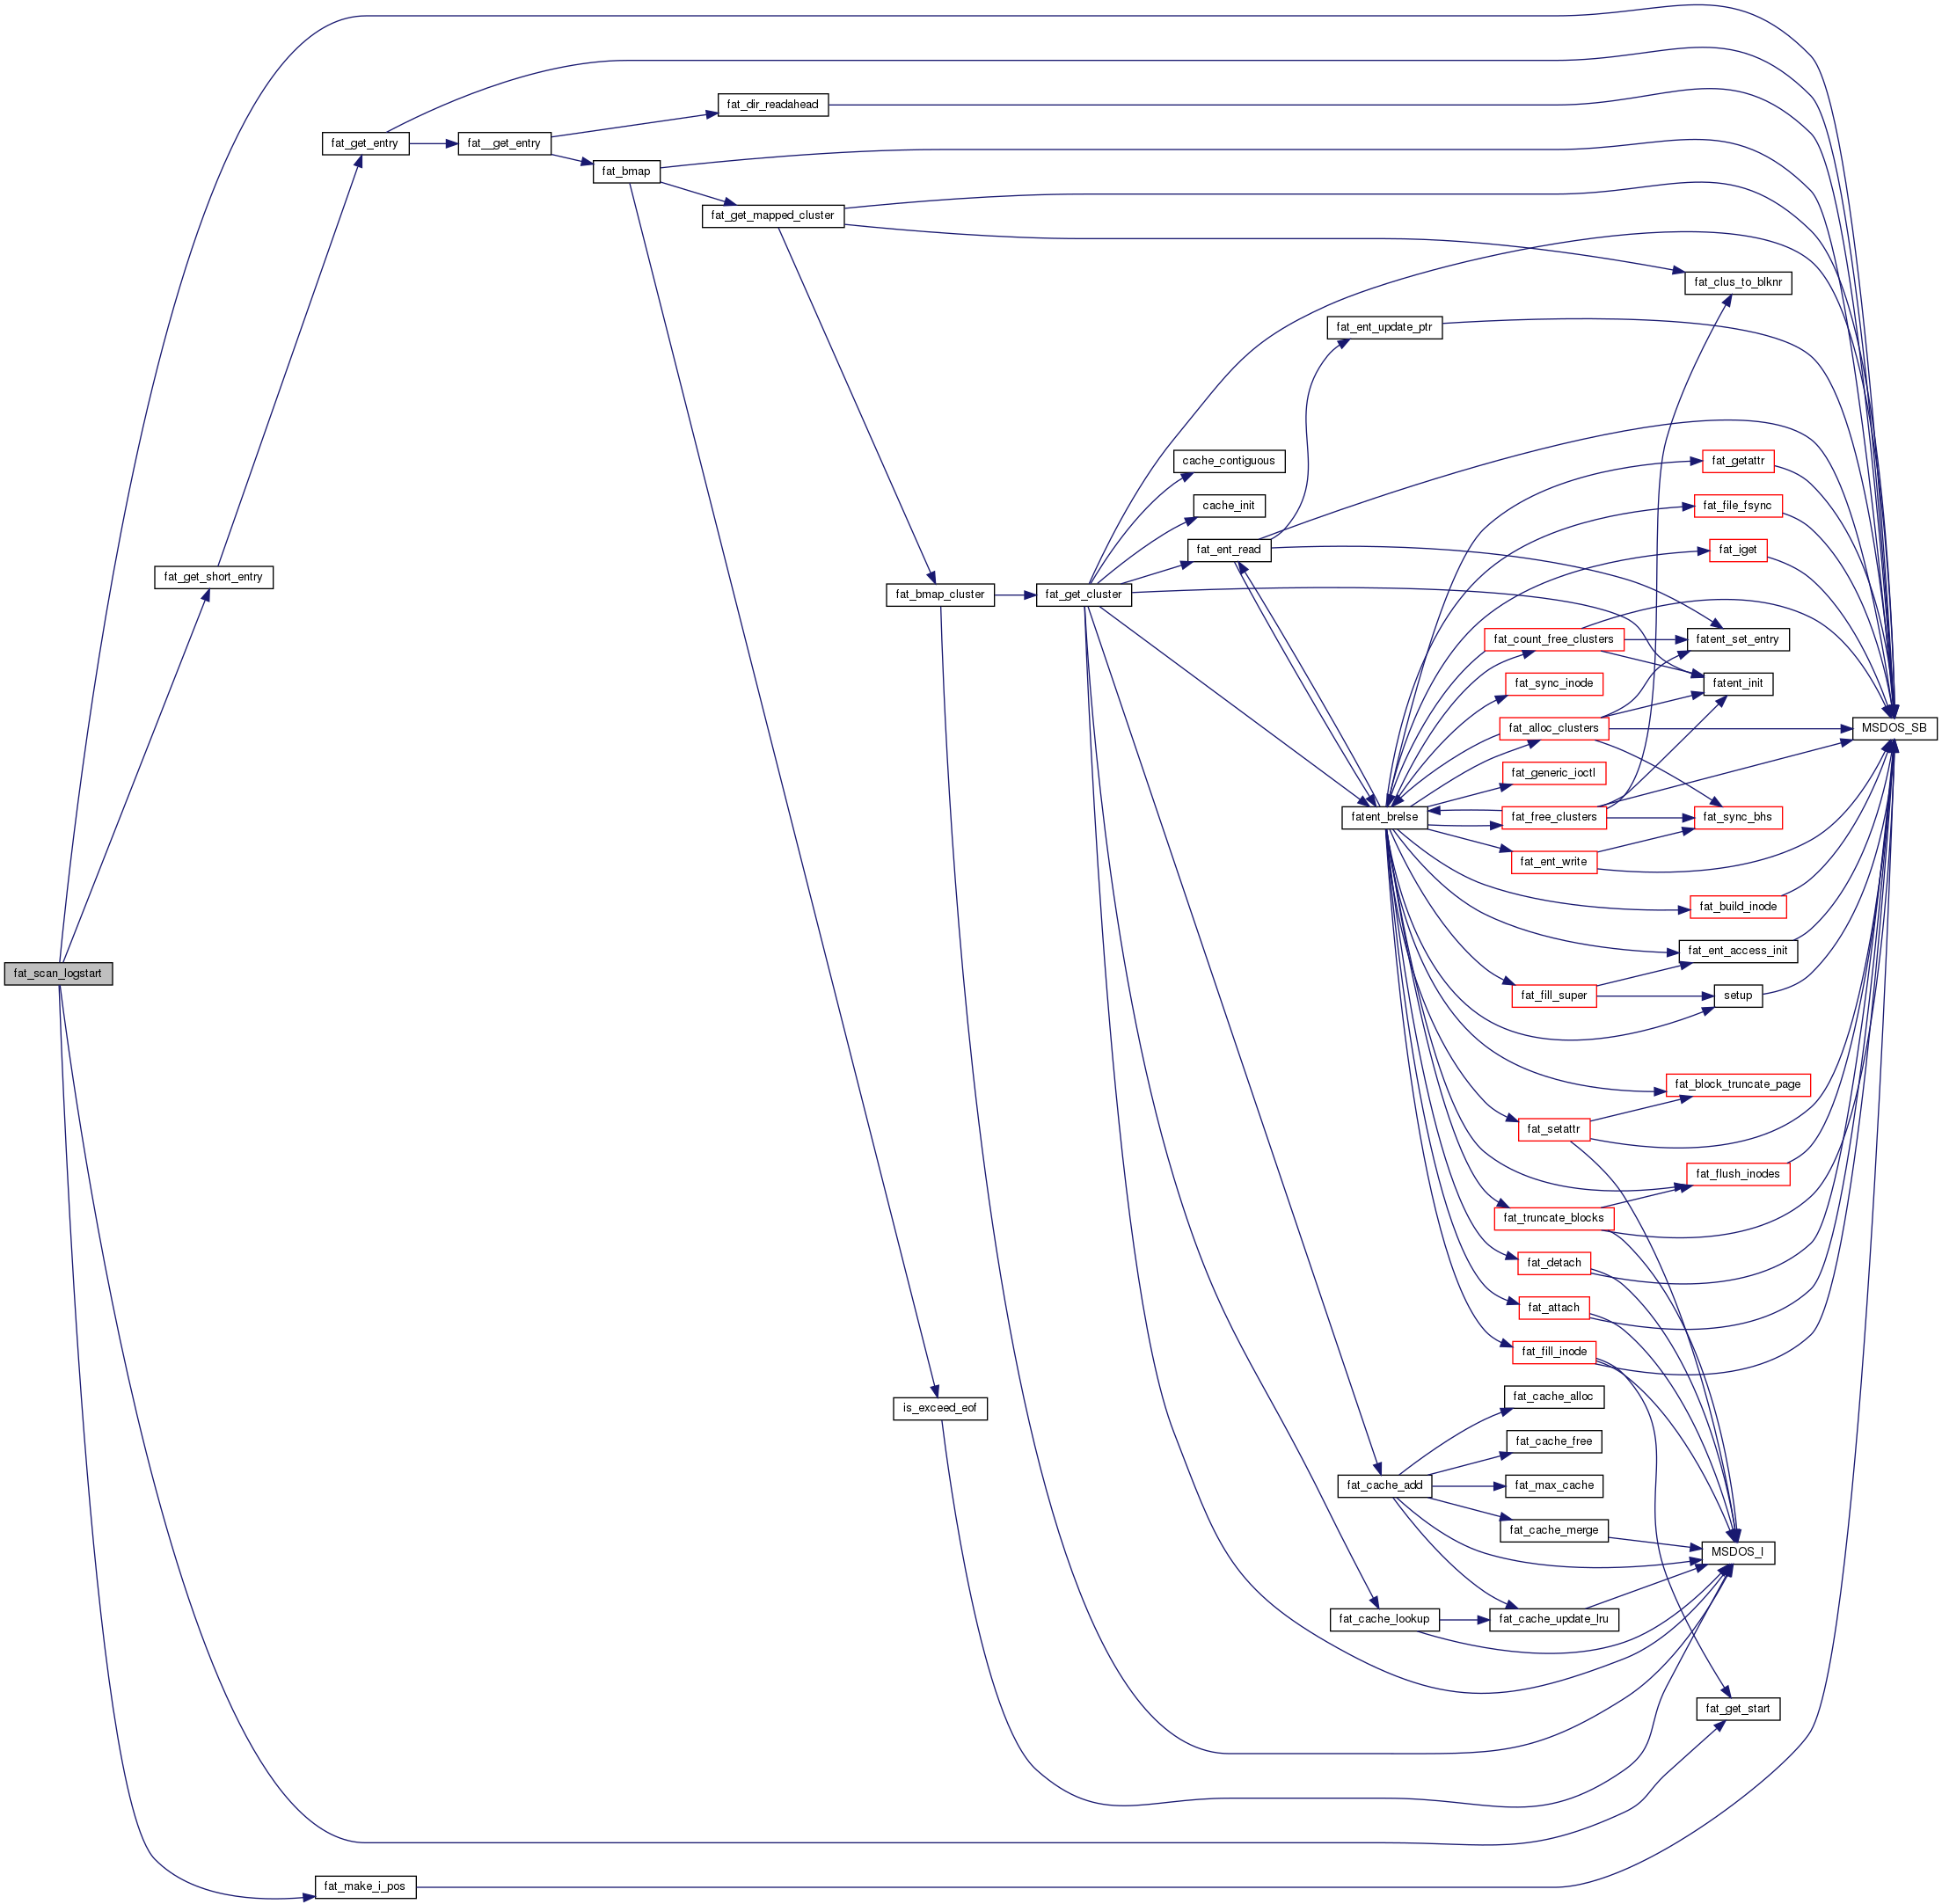 fat_dir_readahead
fat_get_entry
fat__get_entry
fat_bmap
fat_get_mapped_cluster
fat_clus_to_blknr
fat_ent_update_ptr
cache_contiguous
fat_getattr
cache_init
fat_file_fsync
fat_ent_read
fat_iget
fat_get_short_entry
fat_bmap_cluster
fat_get_cluster
fat_count_free_clusters
fatent_set_entry
fat_sync_inode
fatent_init
fat_alloc_clusters
MSDOS_SB
fat_generic_ioctl
fatent_brelse
fat_free_clusters
fat_sync_bhs
fat_ent_write
fat_build_inode
fat_ent_access_init
fat_scan_logstart
fat_fill_super
setup
fat_block_truncate_page
fat_setattr
fat_flush_inodes
fat_truncate_blocks
fat_detach
fat_attach
fat_fill_inode
fat_cache_alloc
is_exceed_eof
fat_cache_free
fat_cache_add
fat_max_cache
fat_cache_merge
MSDOS_I
fat_cache_lookup
fat_cache_update_lru
fat_get_start
fat_make_i_pos